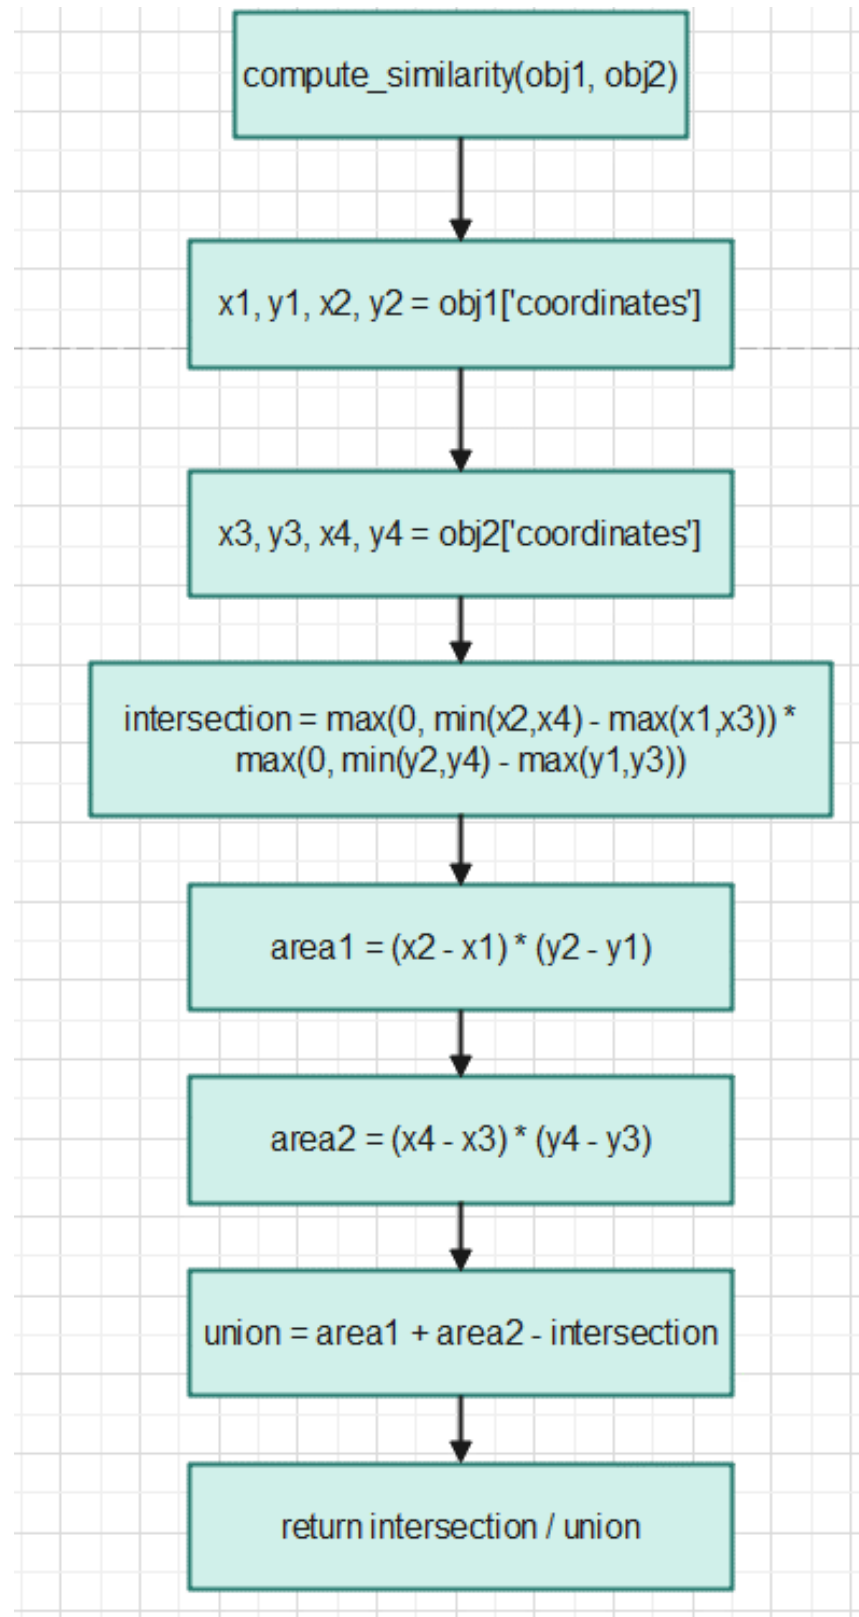 compute_similarity(obj1, obj2)
x1, y1, x2, y2 = obj1['coordinates']
x3, y3, x4, y4 = obj2['coordinates']
intersection = max(0, min(x2,x4) - max(x1,x3)) *
max(0, min(y2,y4) - max(y1,y3))
area1 = (x2 - x1) * (y2 - y1)
area2 = (x4 - x3) * (y4 - y3)
union = area1 + area2 - intersection
return intersection / union